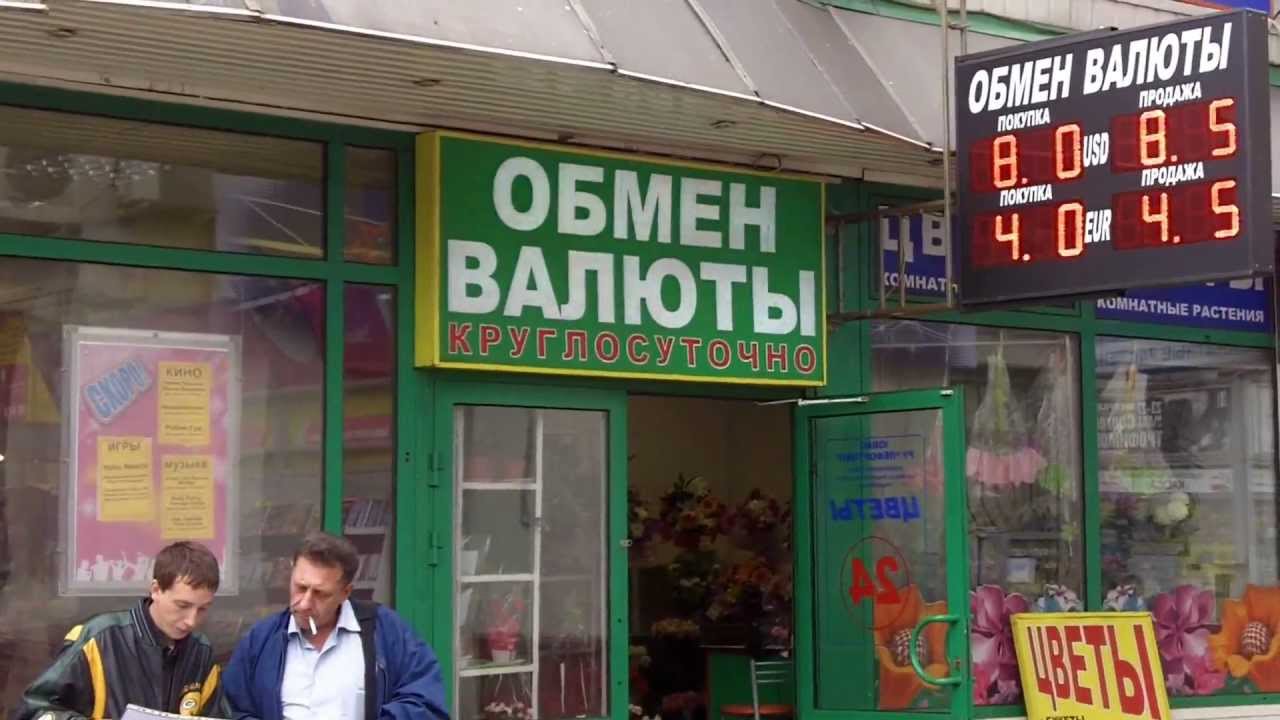 ОБМЕН
ВАЛЮТЫ
КРУГЛОСУТОЧНО
ОБМЕН ВАЛЮТЫ
ПОКУПКА ПРОДАЖА
8.0 USD 8.5
ПОКУПКА ПРОДАЖА
4.0 EUR 4.5
КОМНАТНЫЕ РАСТЕНИЯ
СКОРО!
КИНО
ИГРЫ
МУЗЫКА
ЦВЕТЫ
24
ЦВЕТЫ